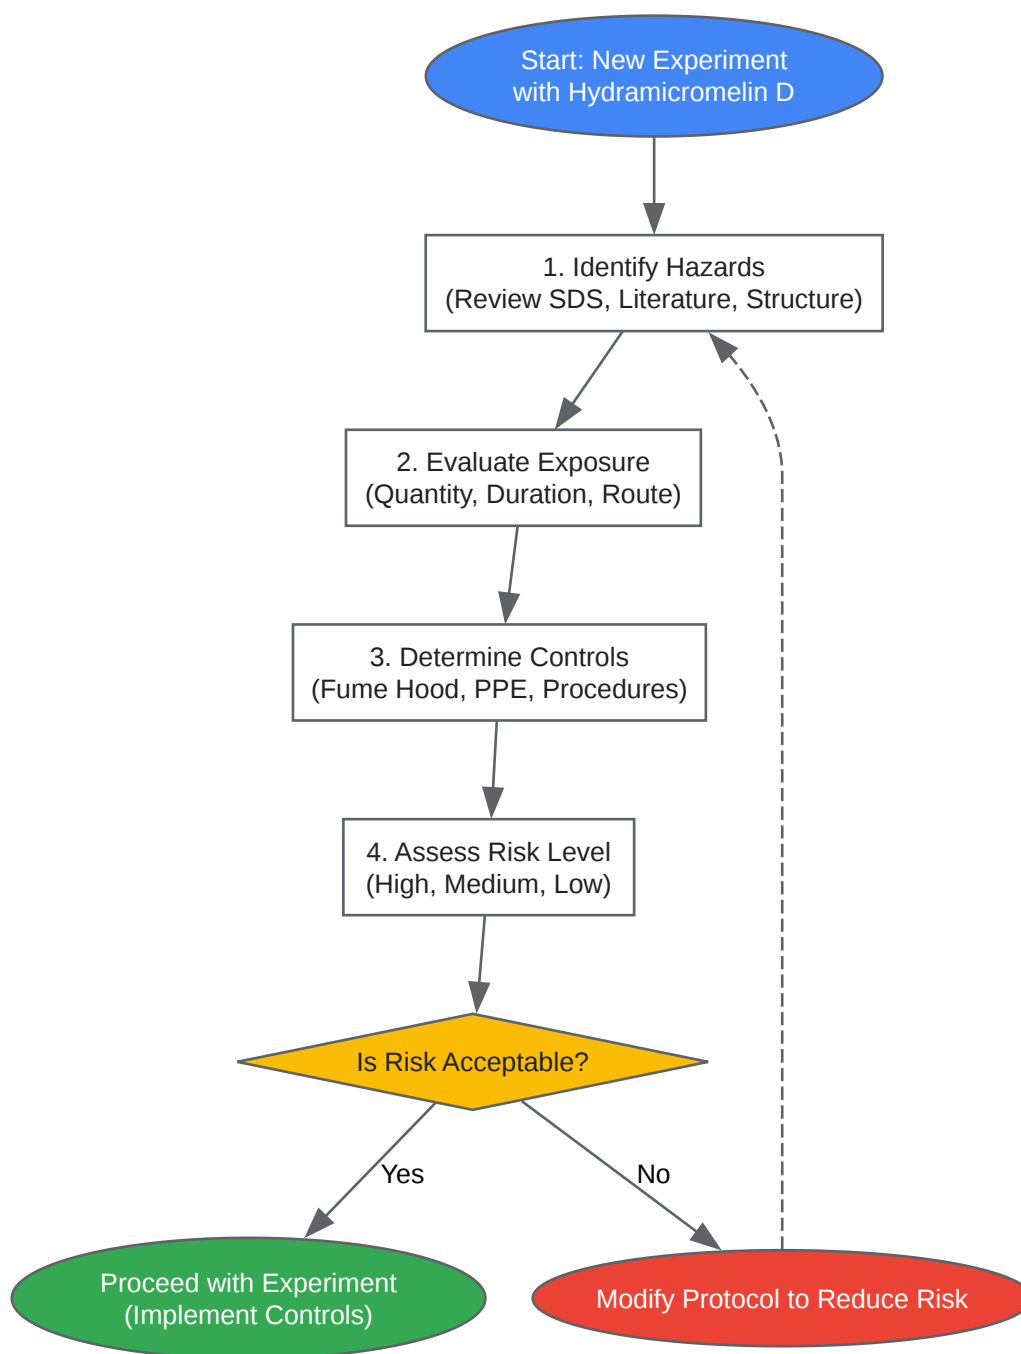 Start: New Experiment
with Hydramicromelin D
1. Identify Hazards
(Review SDS, Literature, Structure)
2. Evaluate Exposure
(Quantity, Duration, Route)
3. Determine Controls
(Fume Hood, PPE, Procedures)
4. Assess Risk Level
(High, Medium, Low)
Is Risk Acceptable?
Yes
No
Proceed with Experiment
(Implement Controls)
Modify Protocol to Reduce Risk